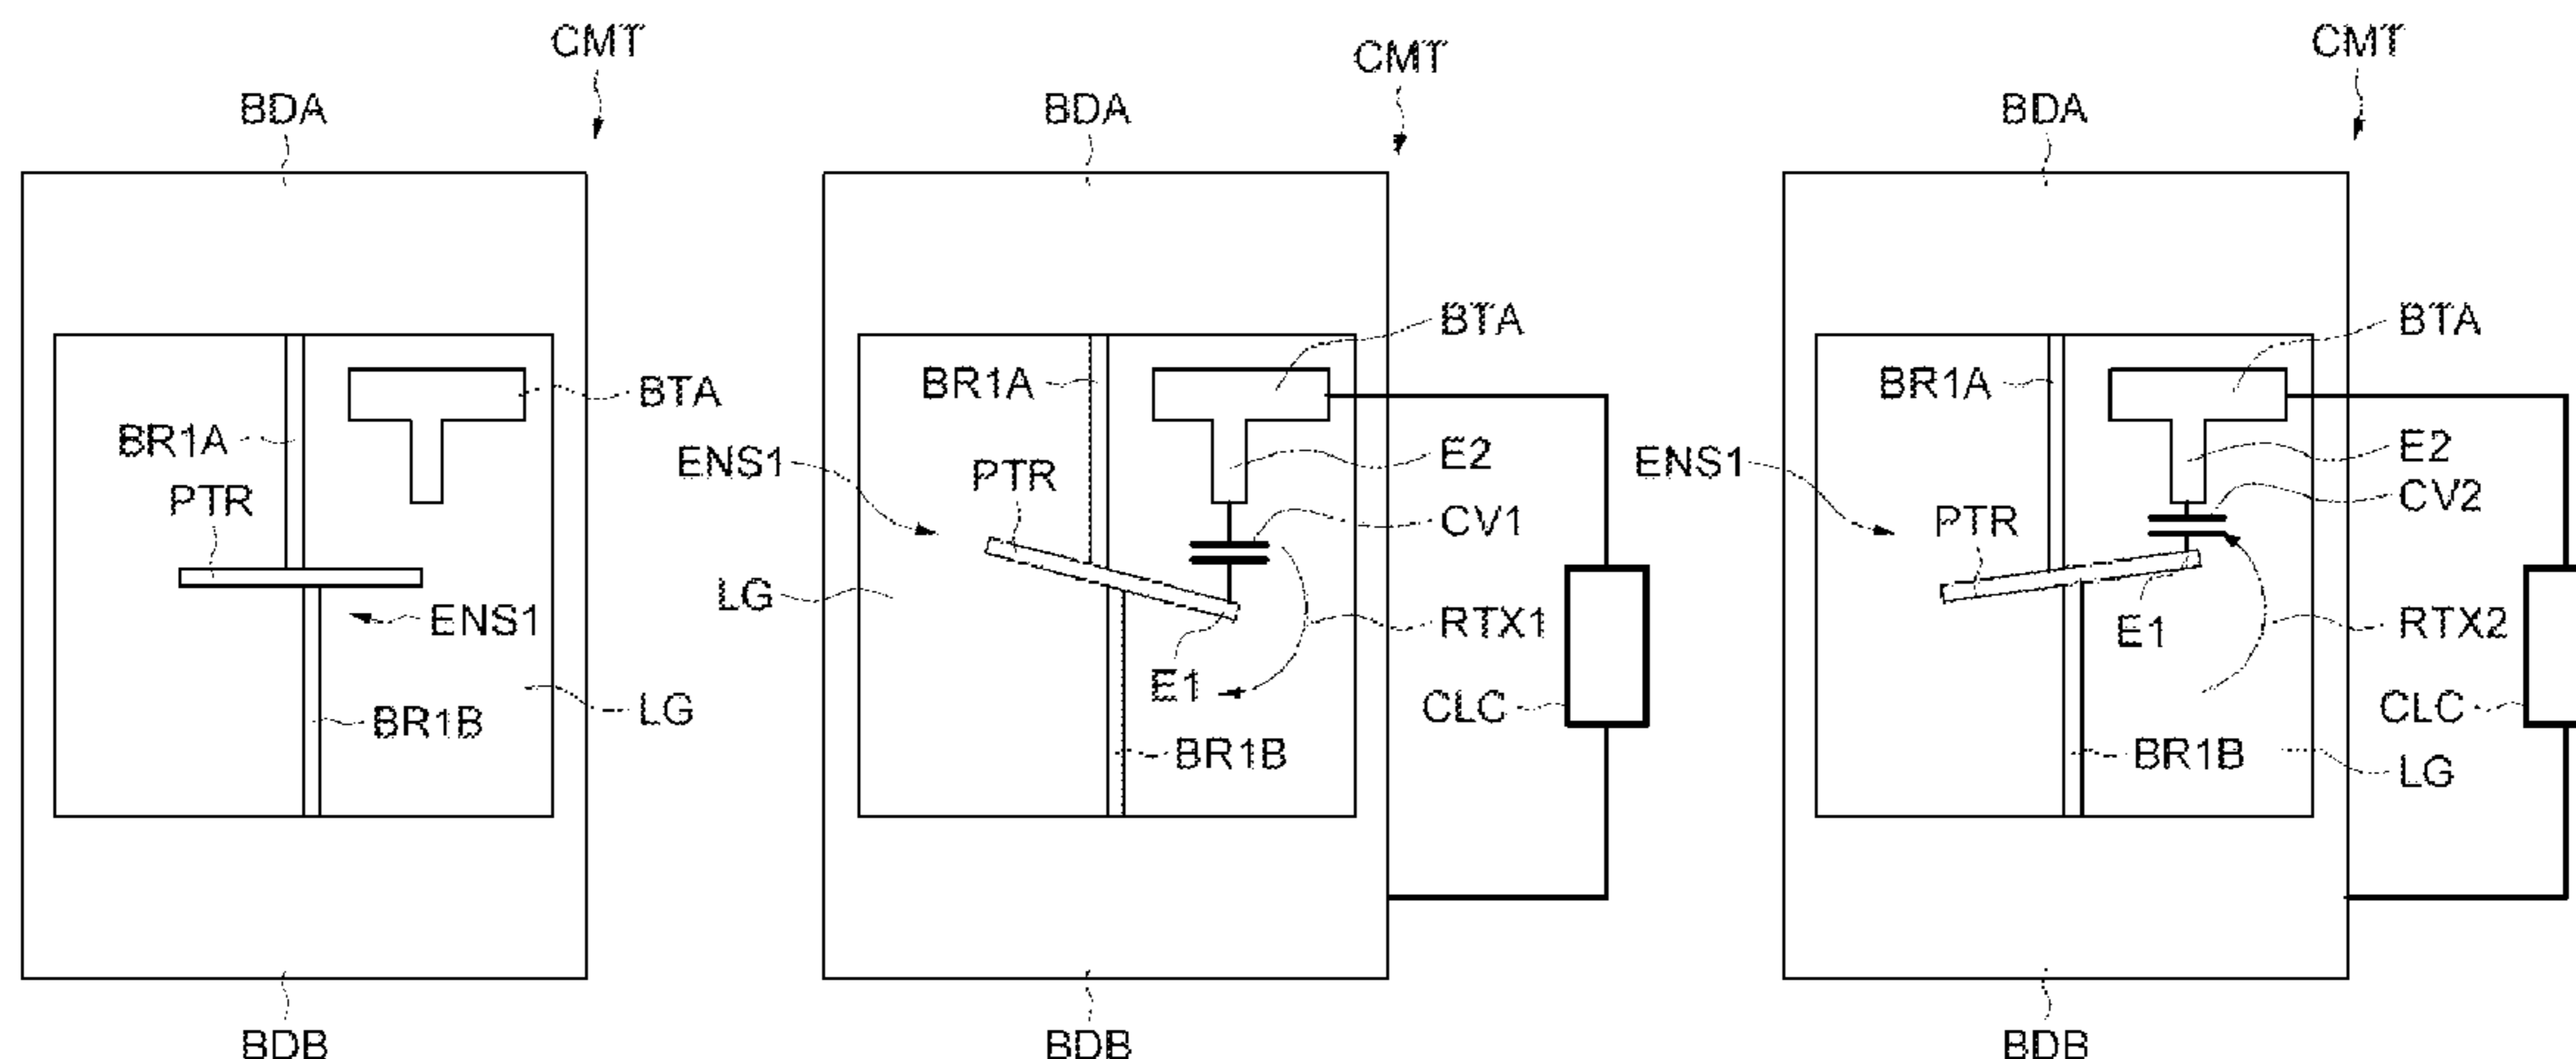 CMT
BDA
BTA
BR1A
PTR
ENS1
LG
BR1B
BDB
CMT
BDA
BTA
BR1A
ENS1
PTR
E2
CV1
LG
RTX1
E1
CLC
BR1B
BDB
CMT
BDA
BTA
BR1A
E2
ENS1
CV2
PTR
E1
RTX2
CLC
BR1B
LG
BDB